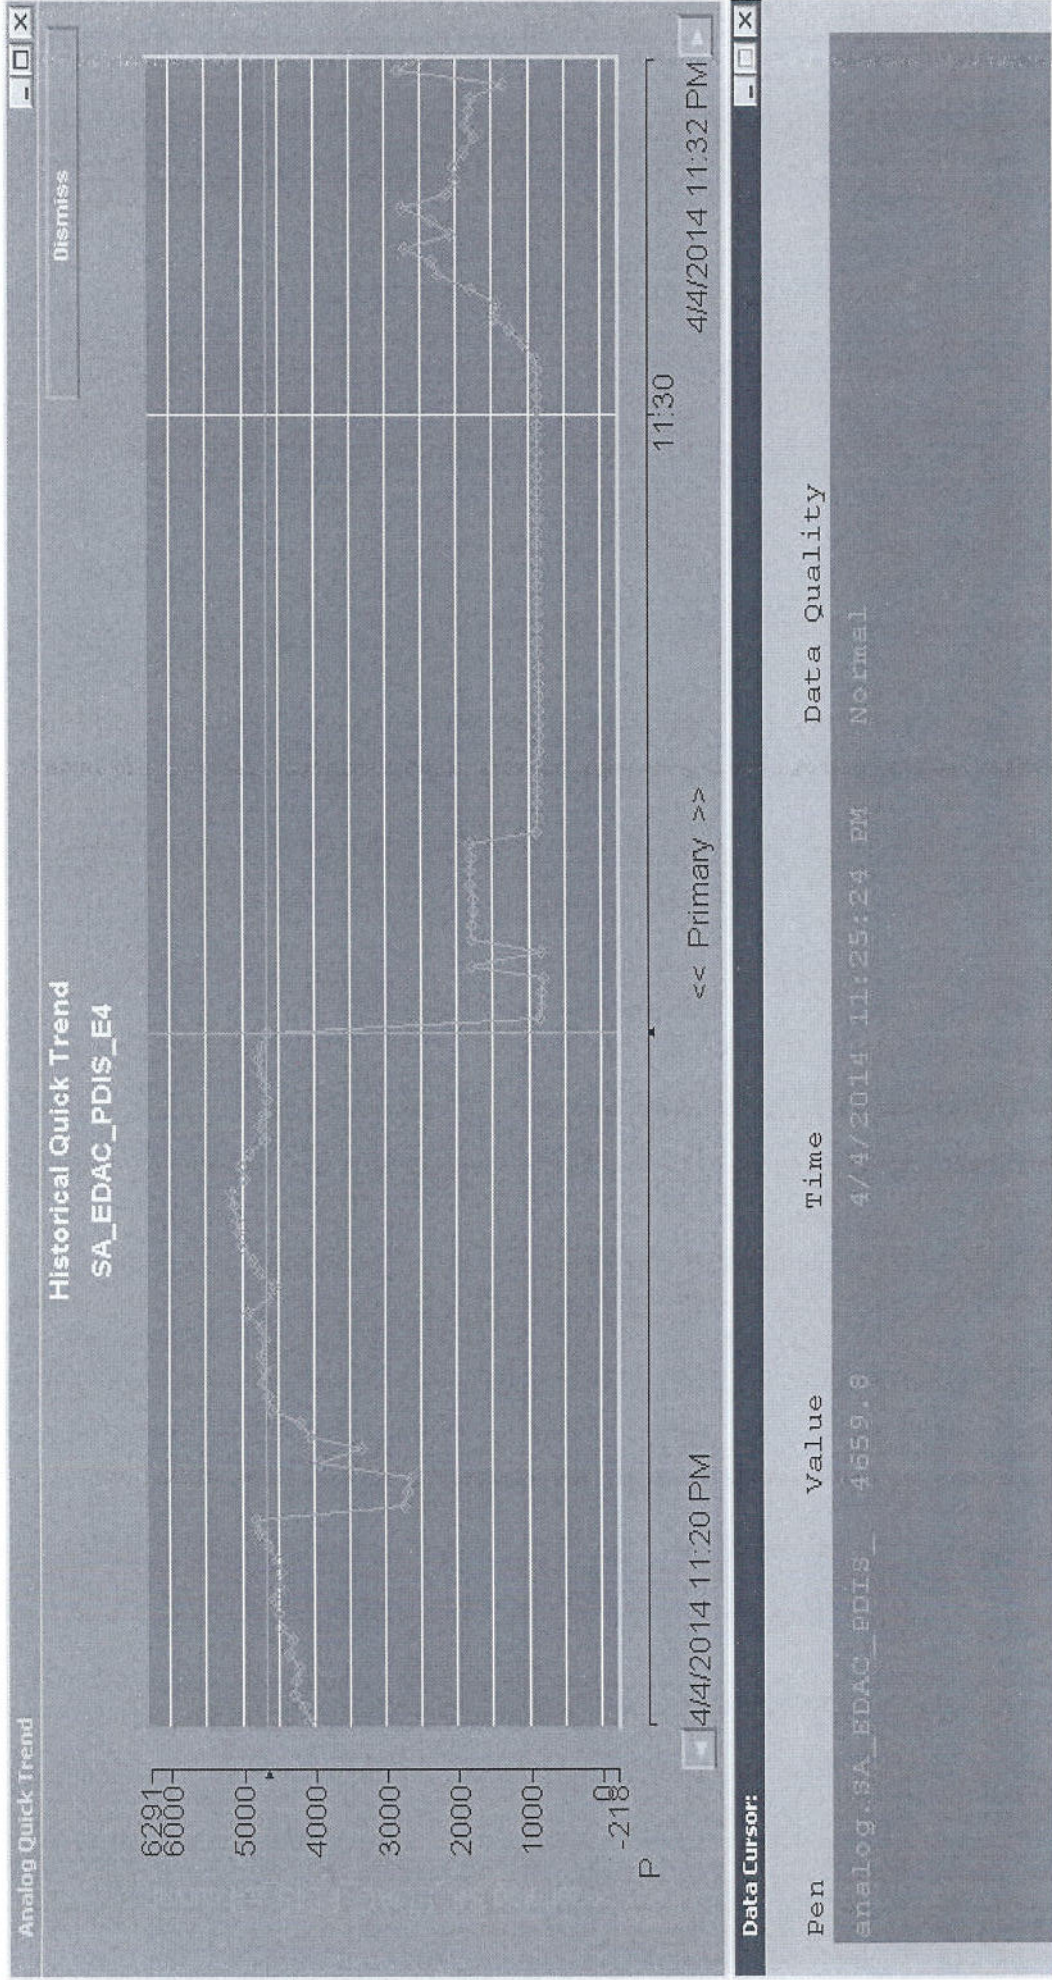 Analog Quick Trend
Historical Quick Trend
Dismiss
SA_EDAC_PDIS_E4
6291
6000
5000
4000
3000
2000
1000
0
-218
P
11:30
4/4/2014 11:20 PM
<< Primary >>
4/4/2014 11:32 PM
Data Cursor:
Pen Value Time Data Quality
analog.SA_EDAC_PDIS_ 4659.8 4/4/2014 11:25:24 PM Normal